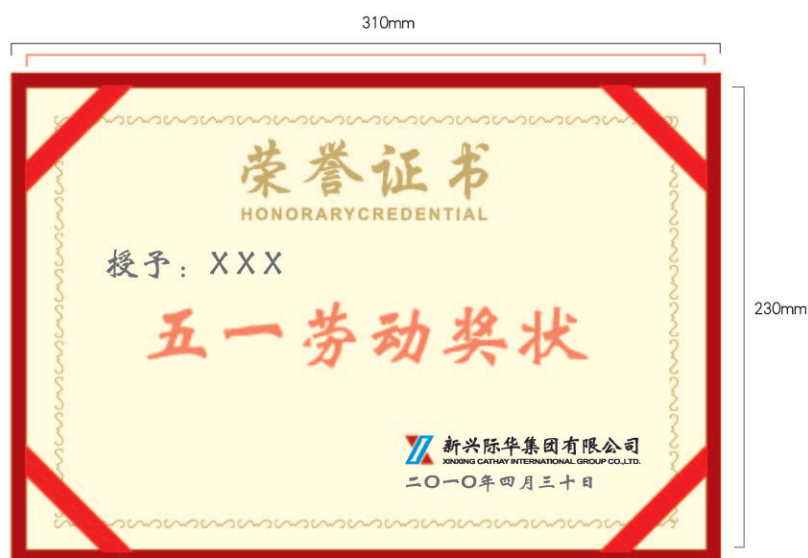 310mm
荣誉证书
HONORARYCREDENTIAL
授予：XXX
230mm
五一劳动奖状
新兴际华集团有限公司
XINXING CATHAY INTERNATIONAL GROUP CO.,LTD.
二〇一〇年四月三十日